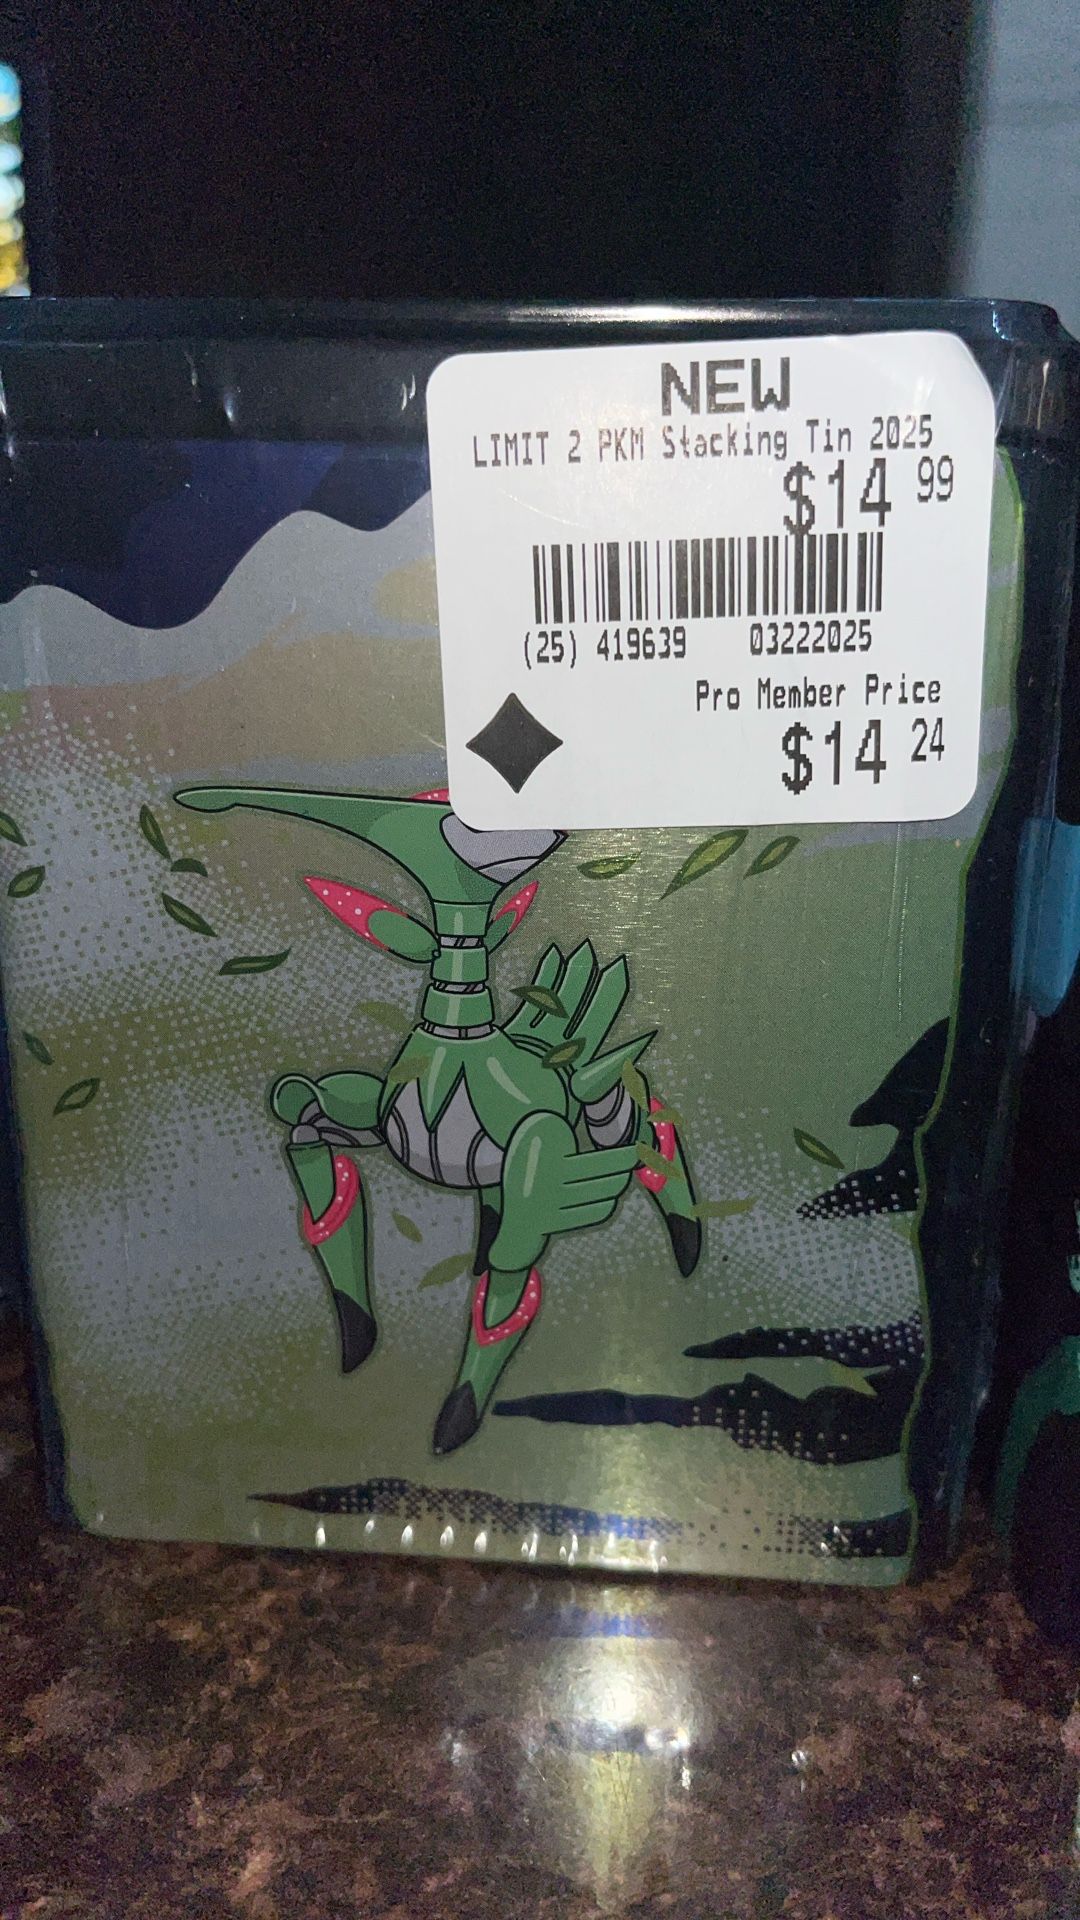 NEW
LIMIT 2 PKM Stacking Tin 2025
$14 99
(25) 419639 03222025
Pro Member Price
$14 24